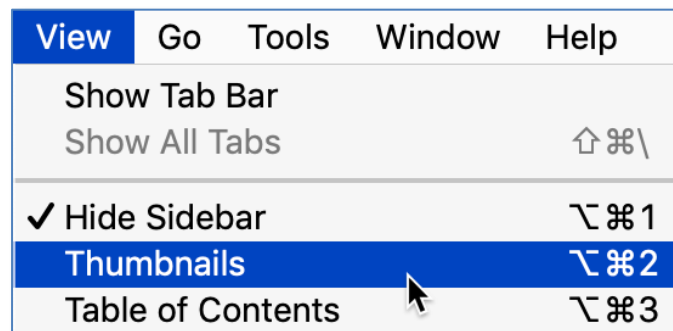 View Go Tools Window Help
Show Tab Bar
Show All Tabs ⇧⌘\
✓ Hide Sidebar ⌥⌘1
Thumbnails ⌥⌘2
Table of Contents ⌥⌘3